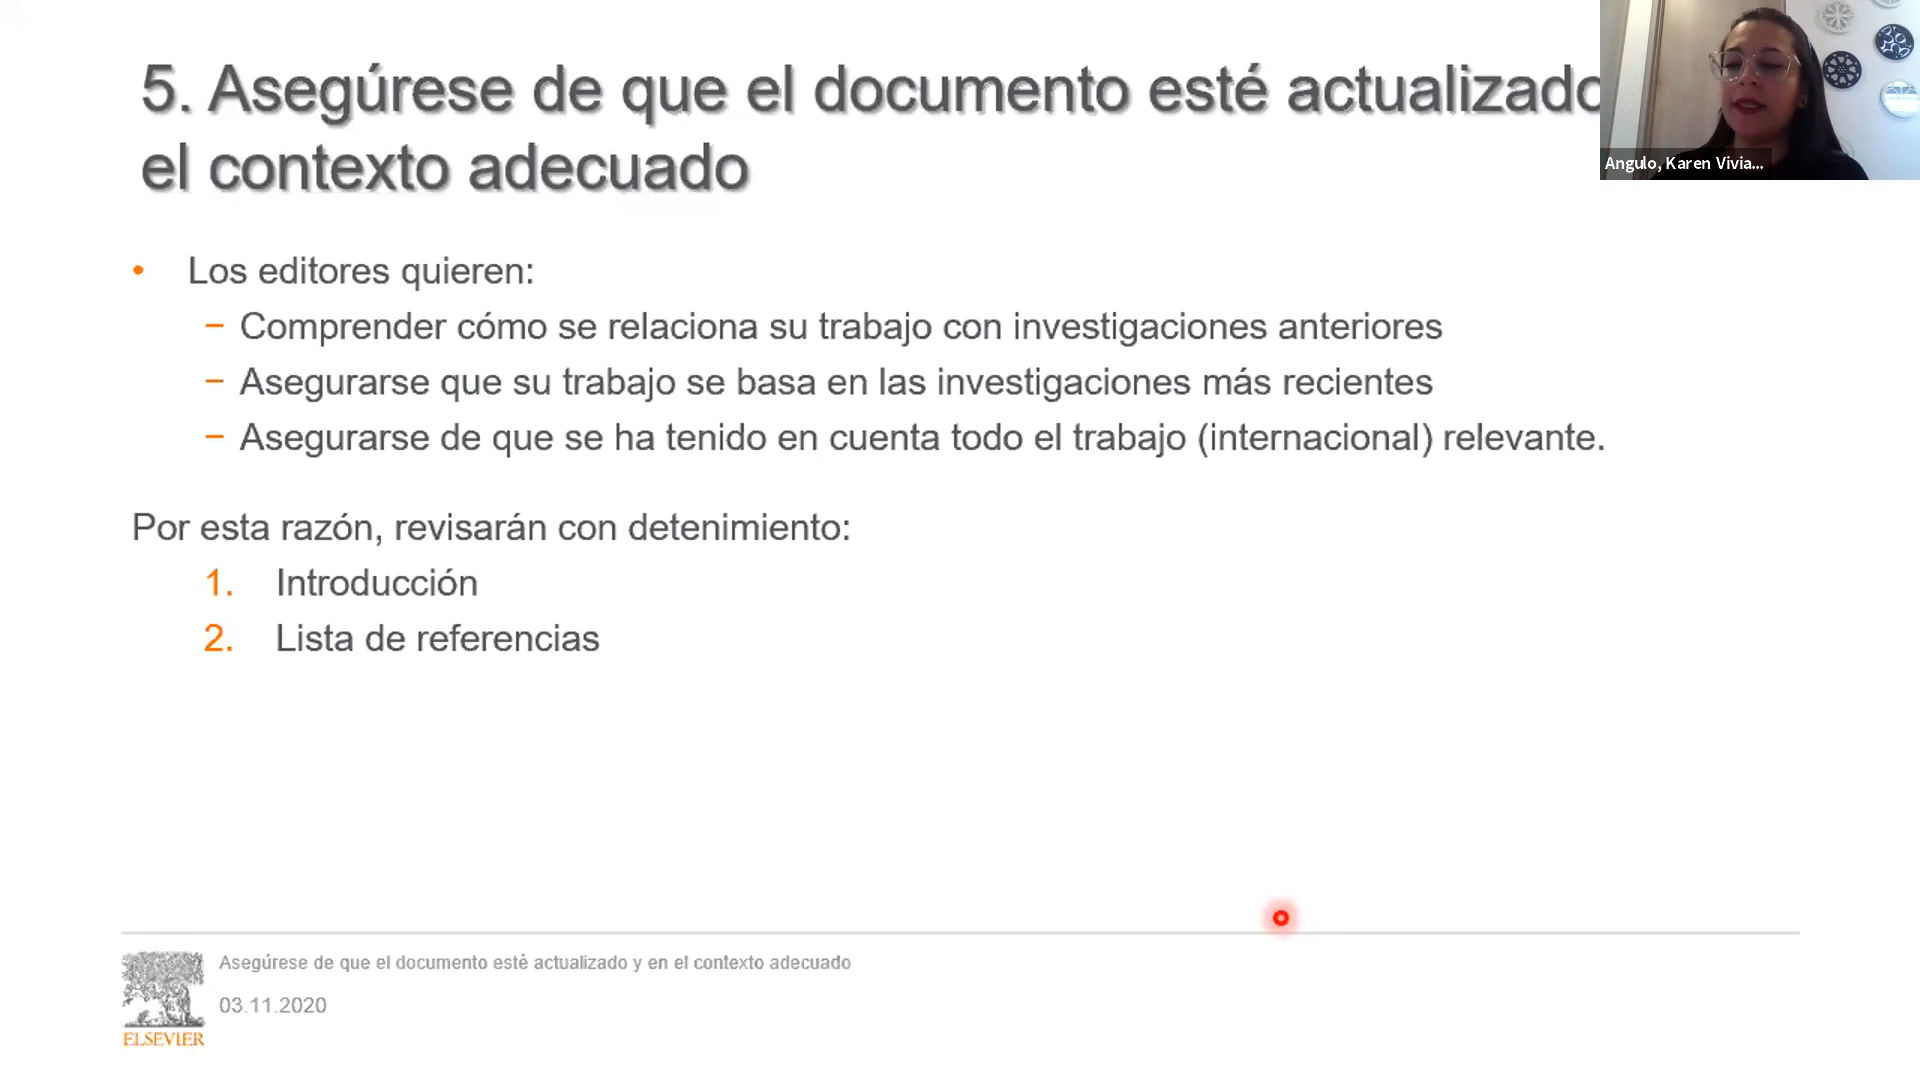 5. Asegúrese de que el documento esté actualizado
el contexto adecuado
Angulo, Karen Vivia...
• Los editores quieren:
– Comprender cómo se relaciona su trabajo con investigaciones anteriores
– Asegurarse que su trabajo se basa en las investigaciones más recientes
– Asegurarse de que se ha tenido en cuenta todo el trabajo (internacional) relevante.
Por esta razón, revisarán con detenimiento:
1. Introducción
2. Lista de referencias
Asegúrese de que el documento esté actualizado y en el contexto adecuado
03.11.2020
ELSEVIER